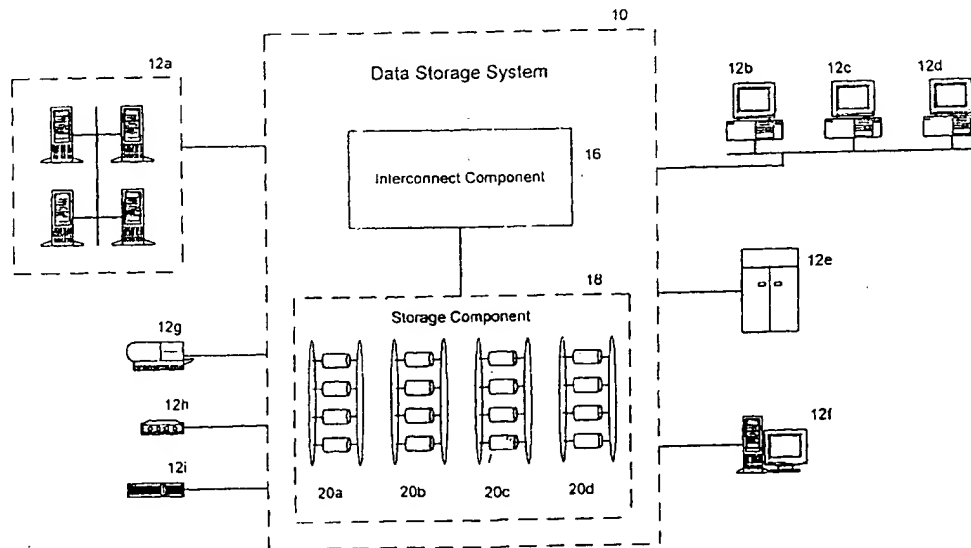 10
12a
Data Storage System
12b
12c
12d
16
Interconnect Component
12e
18
Storage Component
12g
12h
12f
12i
20a
20b
20c
20d